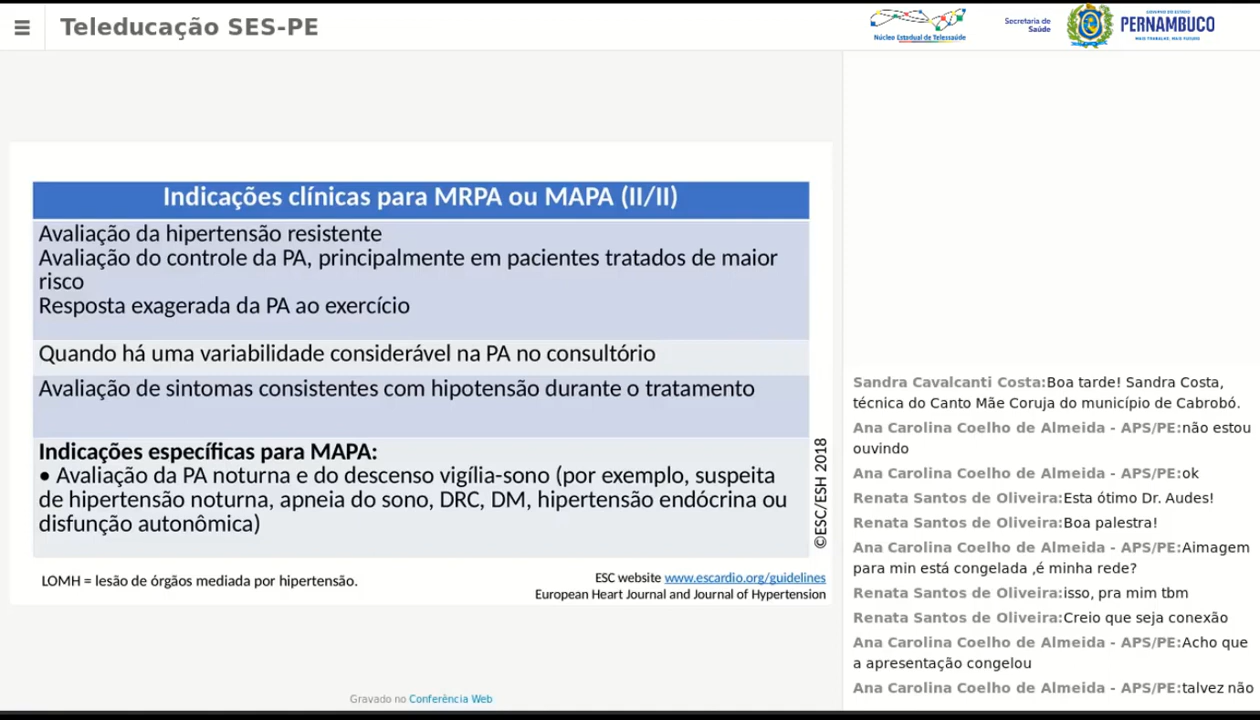 Teleducação SES-PE
Núcleo Estadual de Telessaúde
Secretaria de
Saúde
GOVERNO DO ESTADO
PERNAMBUCO
MAIS TRABALHO, MAIS FUTURO
Indicações clínicas para MRPA ou MAPA (II/II)
Avaliação da hipertensão resistente
Avaliação do controle da PA, principalmente em pacientes tratados de maior
risco
Resposta exagerada da PA ao exercício
Quando há uma variabilidade considerável na PA no consultório
Avaliação de sintomas consistentes com hipotensão durante o tratamento
Indicações específicas para MAPA:
• Avaliação da PA noturna e do descenso vigília-sono (por exemplo, suspeita
de hipertensão noturna, apneia do sono, DRC, DM, hipertensão endócrina ou
disfunção autonômica)
©ESC/ESH 2018
LOMH = lesão de órgãos mediada por hipertensão.
ESC website www.escardio.org/guidelines
European Heart Journal and Journal of Hypertension
Gravado no Conferência Web
Sandra Cavalcanti Costa:Boa tarde! Sandra Costa,
técnica do Canto Mãe Coruja do município de Cabrobó.
Ana Carolina Coelho de Almeida - APS/PE:não estou
ouvindo
Ana Carolina Coelho de Almeida - APS/PE:ok
Renata Santos de Oliveira:Esta ótimo Dr. Audes!
Renata Santos de Oliveira:Boa palestra!
Ana Carolina Coelho de Almeida - APS/PE:Aimagem
para min está congelada ,é minha rede?
Renata Santos de Oliveira:isso, pra mim tbm
Renata Santos de Oliveira:Creio que seja conexão
Ana Carolina Coelho de Almeida - APS/PE:Acho que
a apresentação congelou
Ana Carolina Coelho de Almeida - APS/PE:talvez não